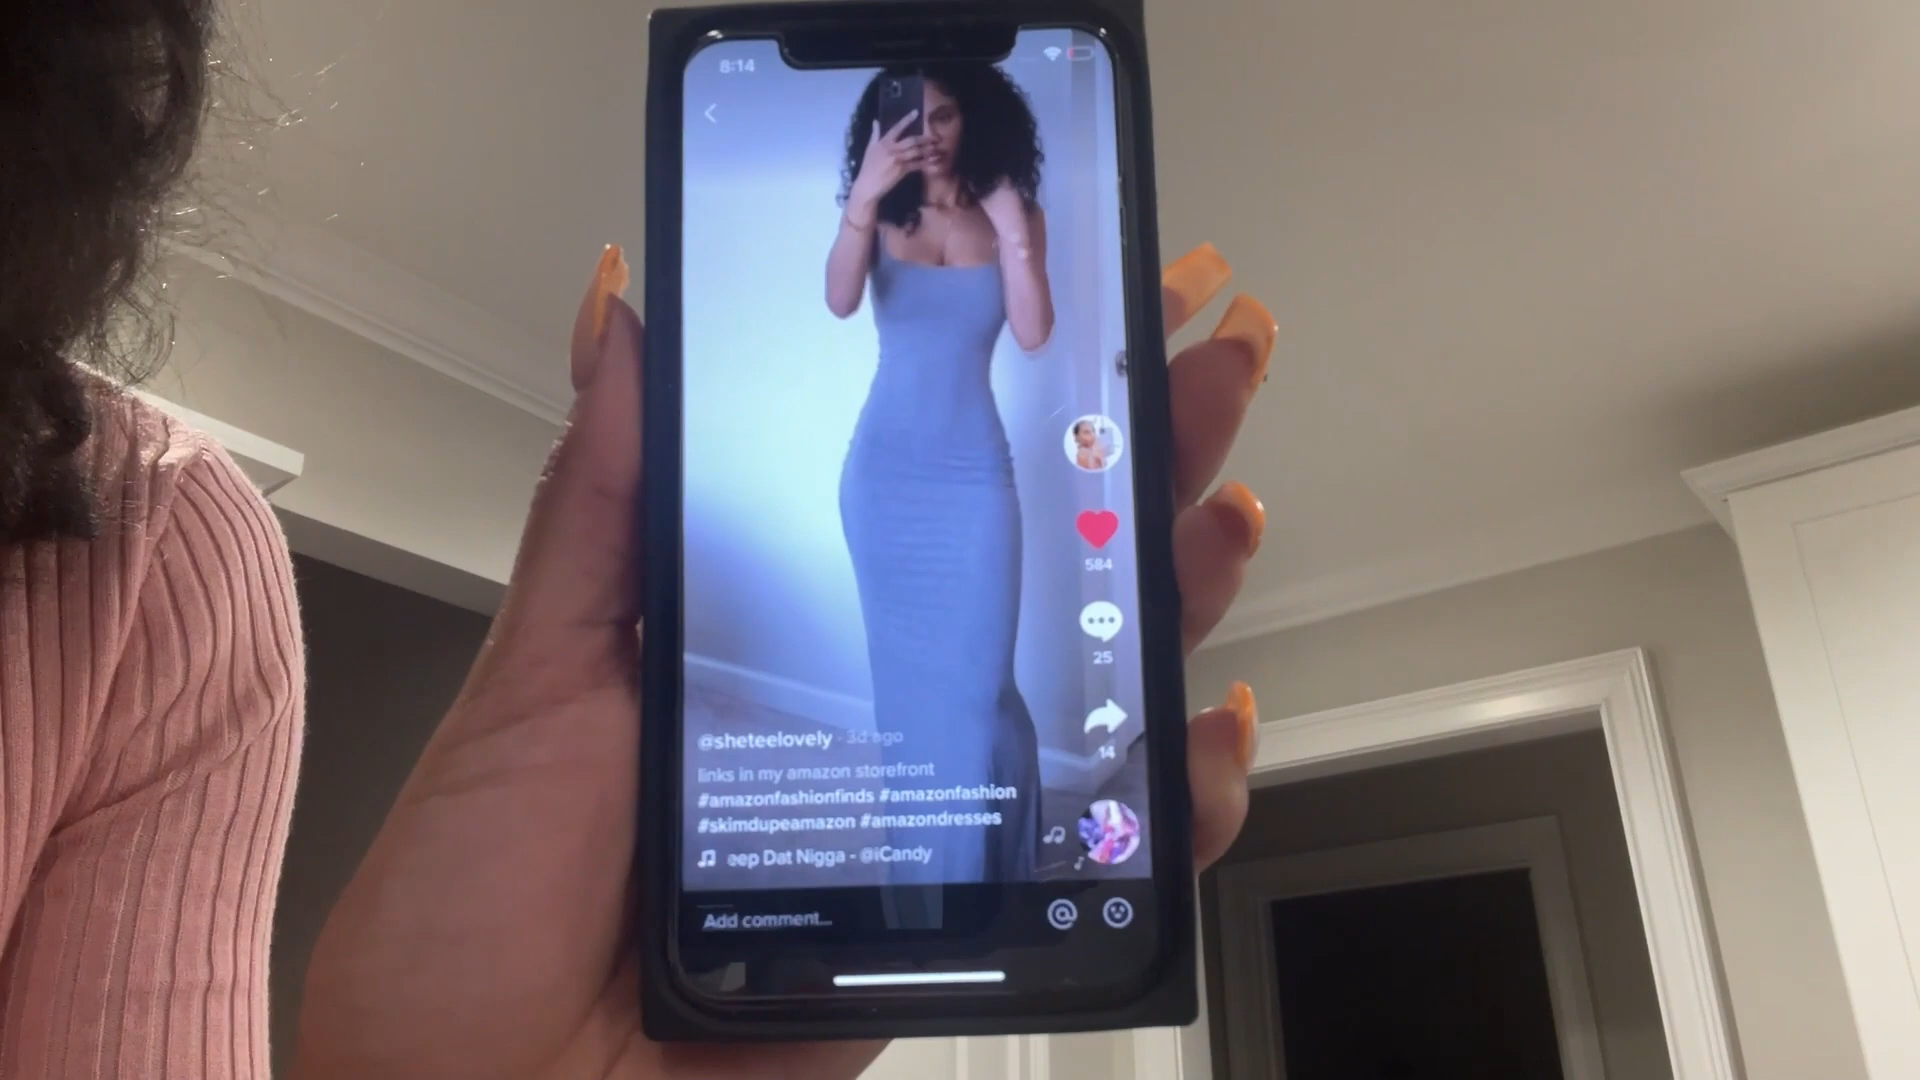 8:14
584
25
14
@sheteelovely · 3d ago
links in my amazon storefront
#amazonfashionfinds #amazonfashion
#skimdupeamazon #amazondresses
eep Dat Nigga - @iCandy
Add comment...